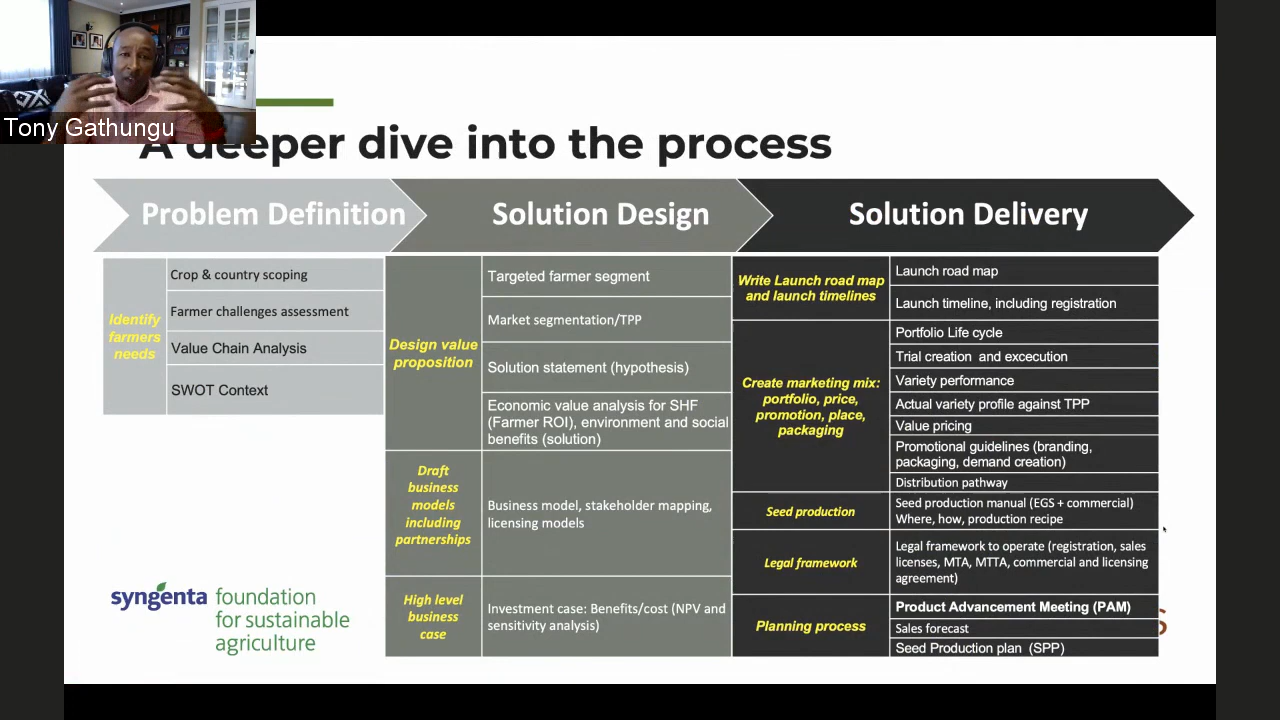 Tony Gathungu
A deeper dive into the process
Problem Definition
Solution Design
Solution Delivery
Identify
farmers
needs
Crop & country scoping
Farmer challenges assessment
Value Chain Analysis
SWOT Context
Design value
proposition
Targeted farmer segment
Market segmentation/TPP
Solution statement (hypothesis)
Economic value analysis for SHF
(Farmer ROI), environment and social
benefits (solution)
Draft
business
models
including
partnerships
Business model, stakeholder mapping,
licensing models
High level
business
case
Investment case: Benefits/cost (NPV and
sensitivity analysis)
Write Launch road map
and launch timelines
Launch road map
Launch timeline, including registration
Create marketing mix:
portfolio, price,
promotion, place,
packaging
Portfolio Life cycle
Trial creation and excecution
Variety performance
Actual variety profile against TPP
Value pricing
Promotional guidelines (branding,
packaging, demand creation)
Distribution pathway
Seed production
Seed production manual (EGS + commercial)
Where, how, production recipe
Legal framework
Legal framework to operate (registration, sales
licenses, MTA, MTTA, commercial and licensing
agreement)
Planning process
Product Advancement Meeting (PAM)
Sales forecast
Seed Production plan (SPP)
syngenta foundation
for sustainable
agriculture